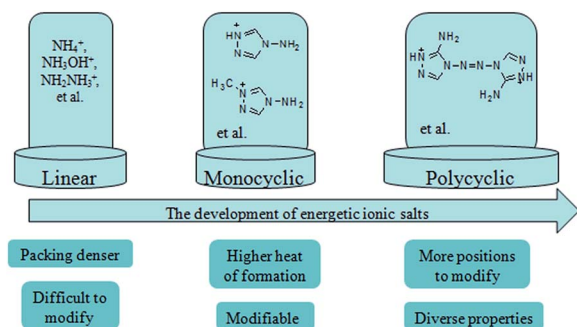 NH₄⁺,
NH₃OH⁺,
NH₂NH₃⁺,
et al.
HN⁺ N N—NH₂
H₃C N⁺ N N—NH₂
et al.
NH₂ HN⁺ N N—N=N—N N NH⁺ H₂N
et al.
Linear
Monocyclic
Polycyclic
The development of energetic ionic salts
Packing denser
Higher heat
of formation
More positions
to modify
Difficult to
modify
Modifiable
Diverse properties